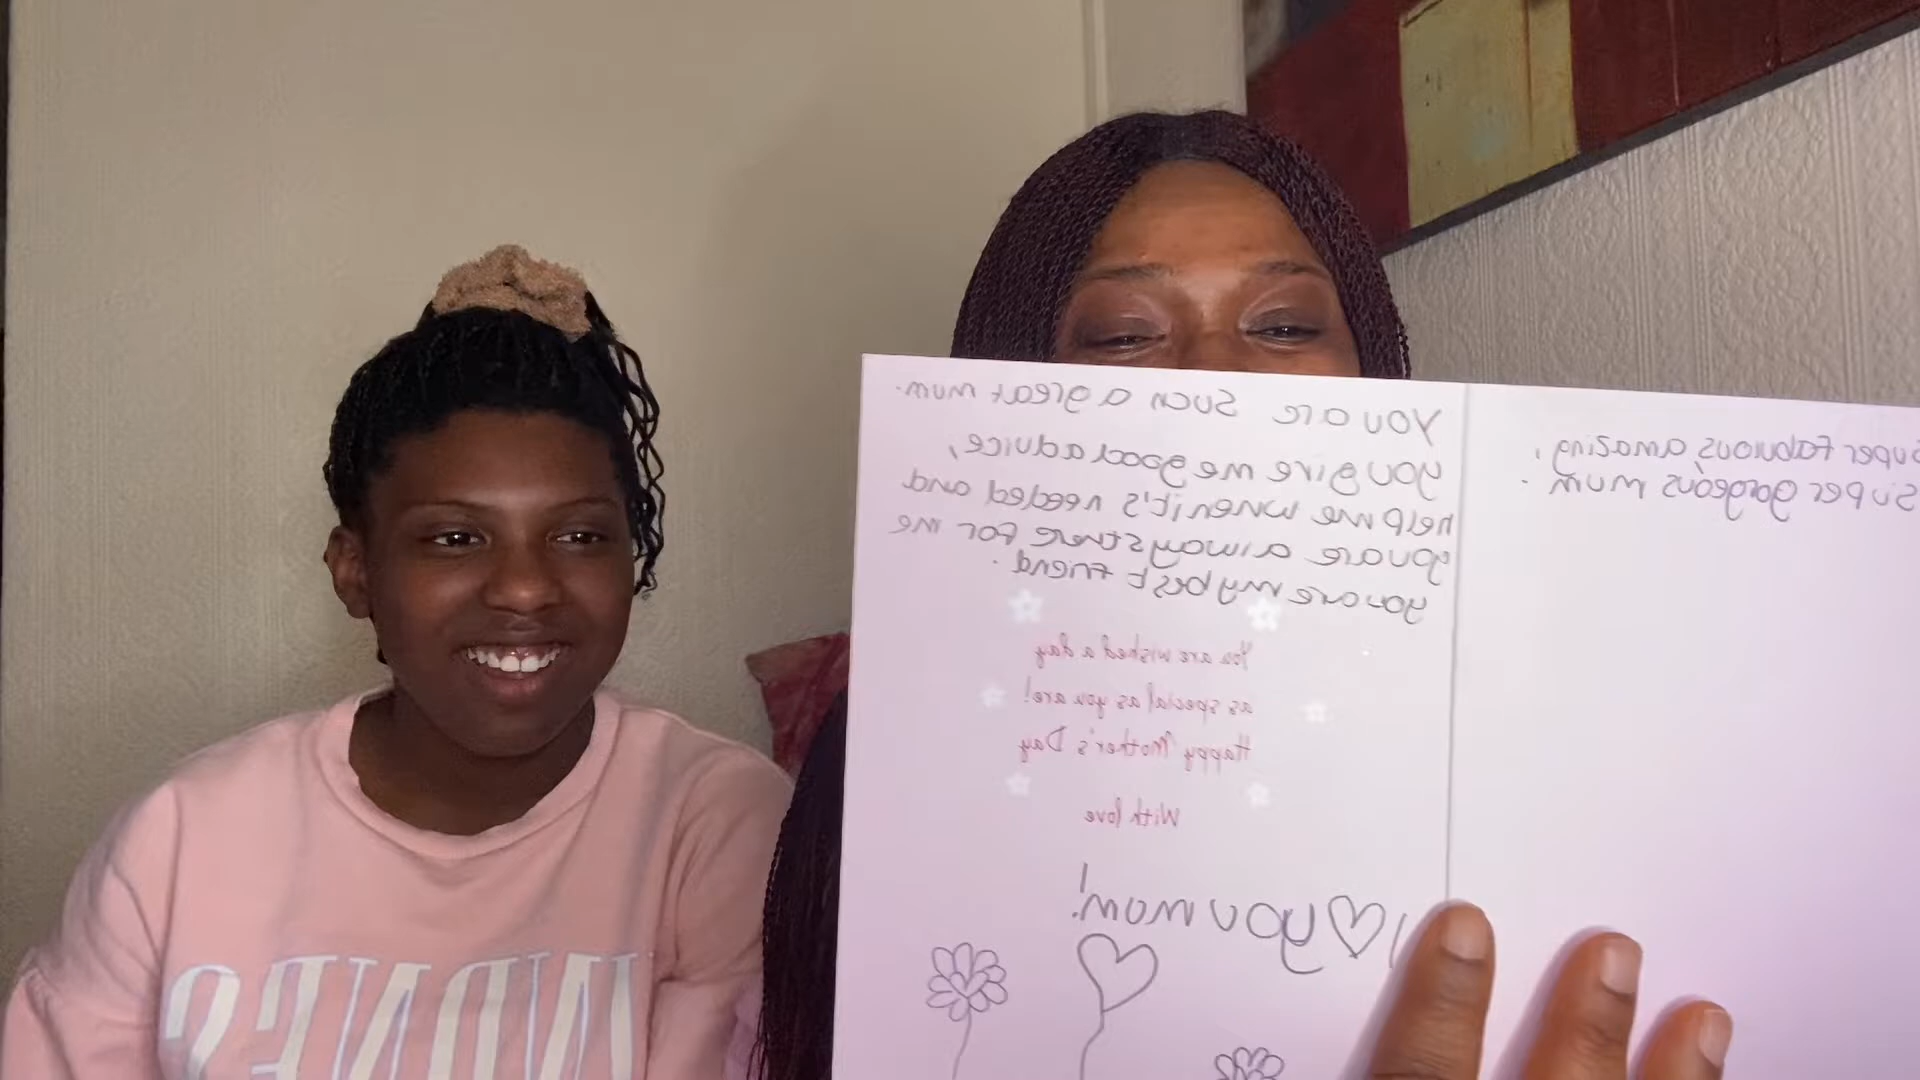 You are such a great mum.
you give me good advice,
help me when it's needed and
you are always there for me
you are my best friend.
You are wished a day
as special as you are!
Happy Mother's Day
With love
I ♡ you mum!
super fabulous amazing,
super gorgeous mum.